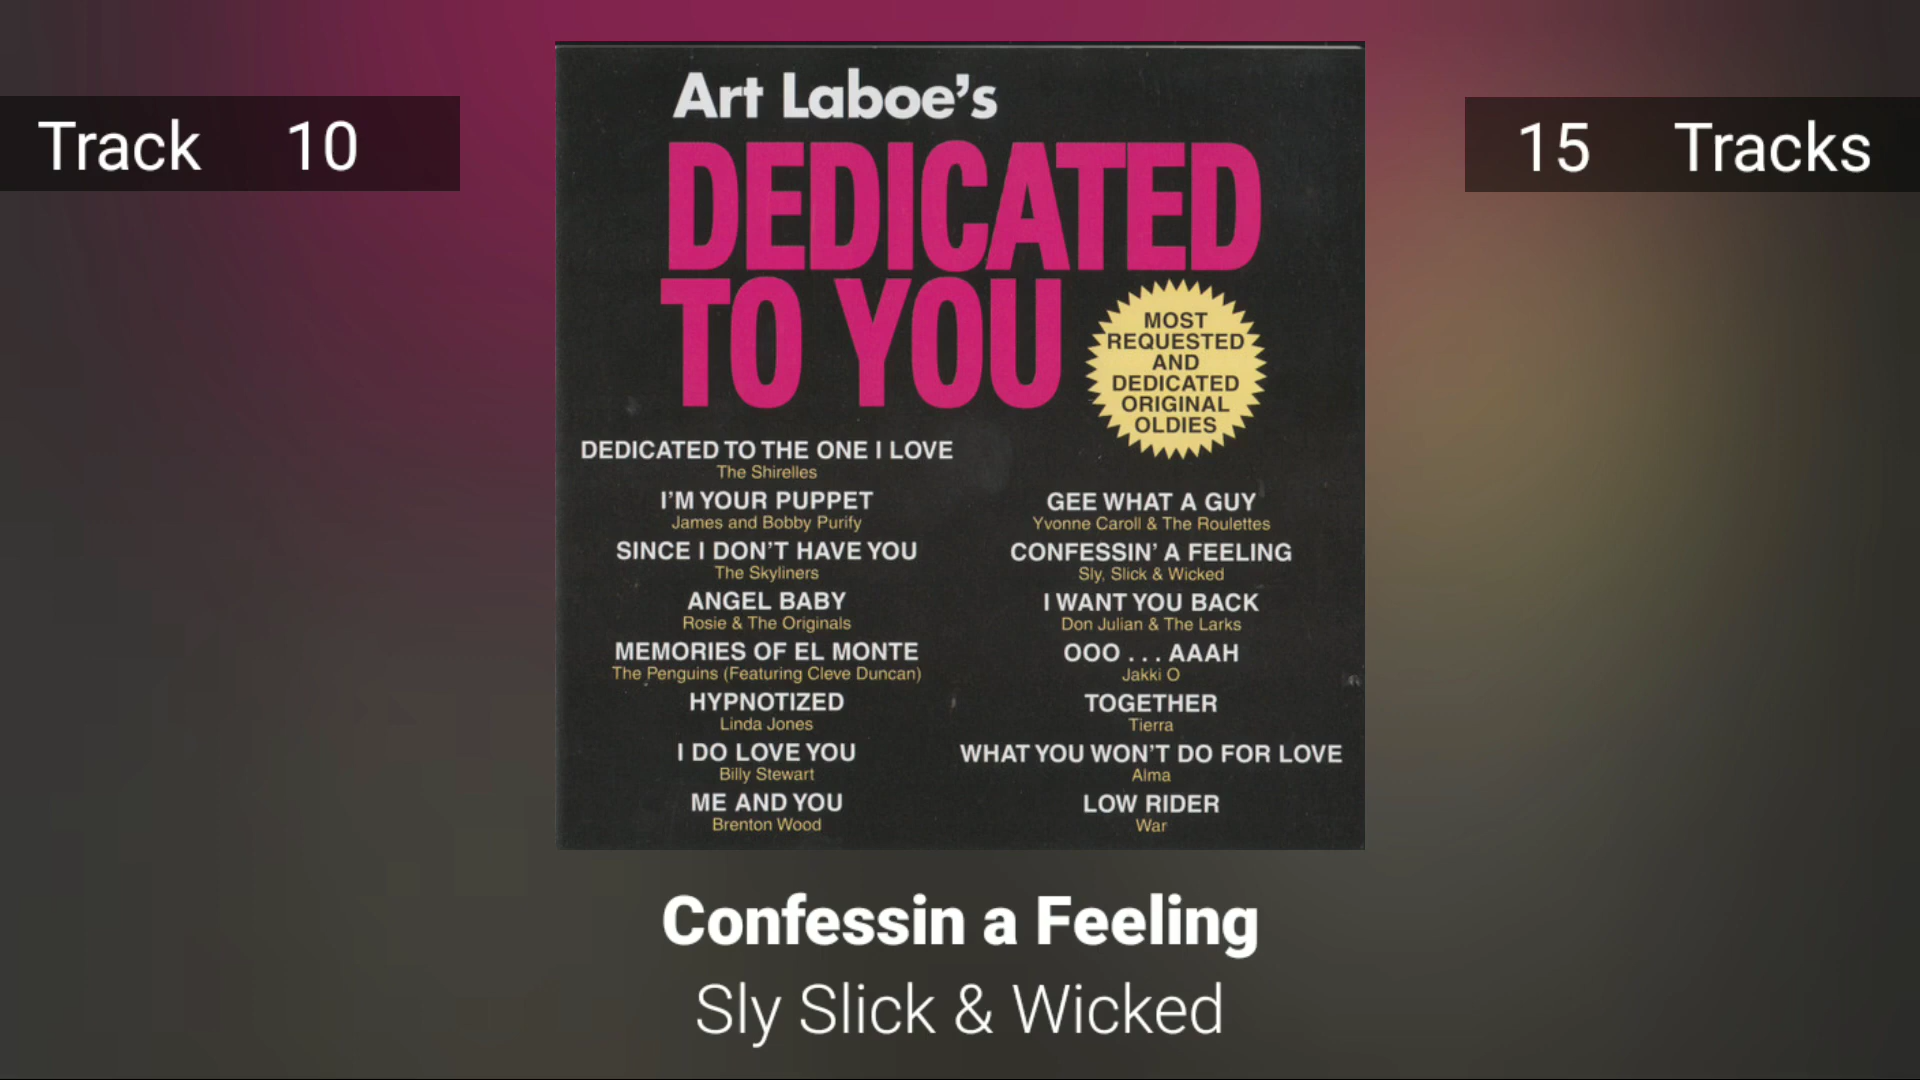 Track 10
15 Tracks
Art Laboe's
DEDICATED
TO YOU
MOST
REQUESTED
AND
DEDICATED
ORIGINAL
OLDIES
DEDICATED TO THE ONE I LOVE
The Shirelles
I'M YOUR PUPPET
James and Bobby Purify
SINCE I DON'T HAVE YOU
The Skyliners
ANGEL BABY
Rosie & The Originals
MEMORIES OF EL MONTE
The Penguins (Featuring Cleve Duncan)
HYPNOTIZED
Linda Jones
I DO LOVE YOU
Billy Stewart
ME AND YOU
Brenton Wood
GEE WHAT A GUY
Yvonne Caroll & The Roulettes
CONFESSIN' A FEELING
Sly, Slick & Wicked
I WANT YOU BACK
Don Julian & The Larks
OOO . . . AAAH
Jakki O
TOGETHER
Tierra
WHAT YOU WON'T DO FOR LOVE
Alma
LOW RIDER
War
Confessin a Feeling
Sly Slick & Wicked